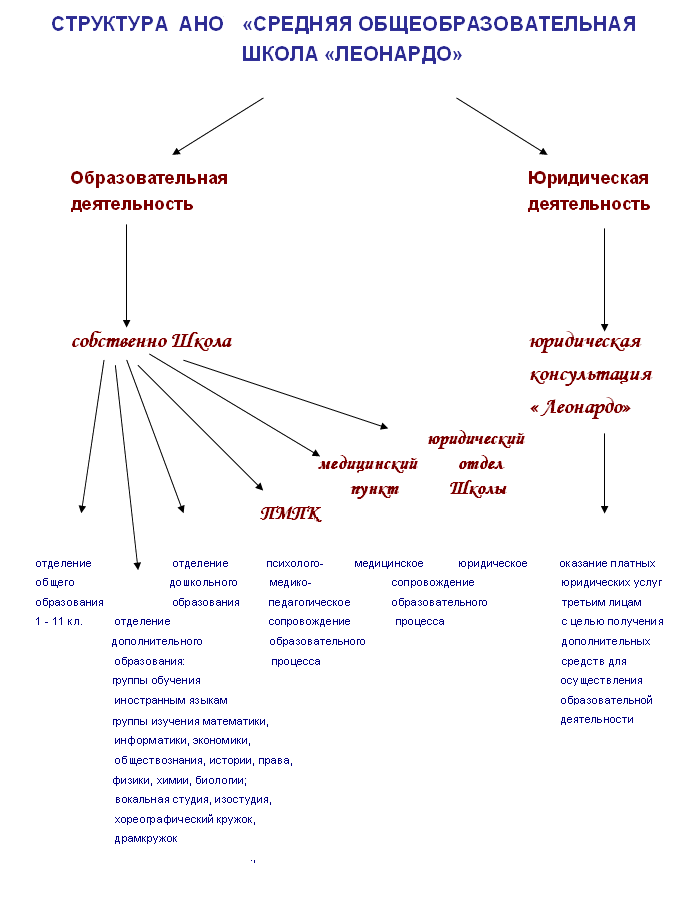 СТРУКТУРА АНО «СРЕДНЯЯ ОБЩЕОБРАЗОВАТЕЛЬНАЯ
ШКОЛА «ЛЕОНАРДО»
Образовательная
деятельность
Юридическая
деятельность
собственно Школа
юридическая
консультация
« Леонардо»
юридический
отдел
Школы
медицинский
пункт
ПМПК
отделение
общего
образования
1 - 11 кл.
отделение
дополнительного
образования:
группы обучения
иностранным языкам
группы изучения математики,
информатики, экономики,
обществознания, истории, права,
физики, химии, биологии;
вокальная студия, изостудия,
хореографический кружок,
драмкружок
.,
отделение
дошкольного
образования
психолого-
медико-
педагогическое
сопровождение
образовательного
процесса
медицинское юридическое
сопровождение
образовательного
процесса
оказание платных
юридических услуг
третьим лицам
с целью получения
дополнительных
средств для
осуществления
образовательной
деятельности